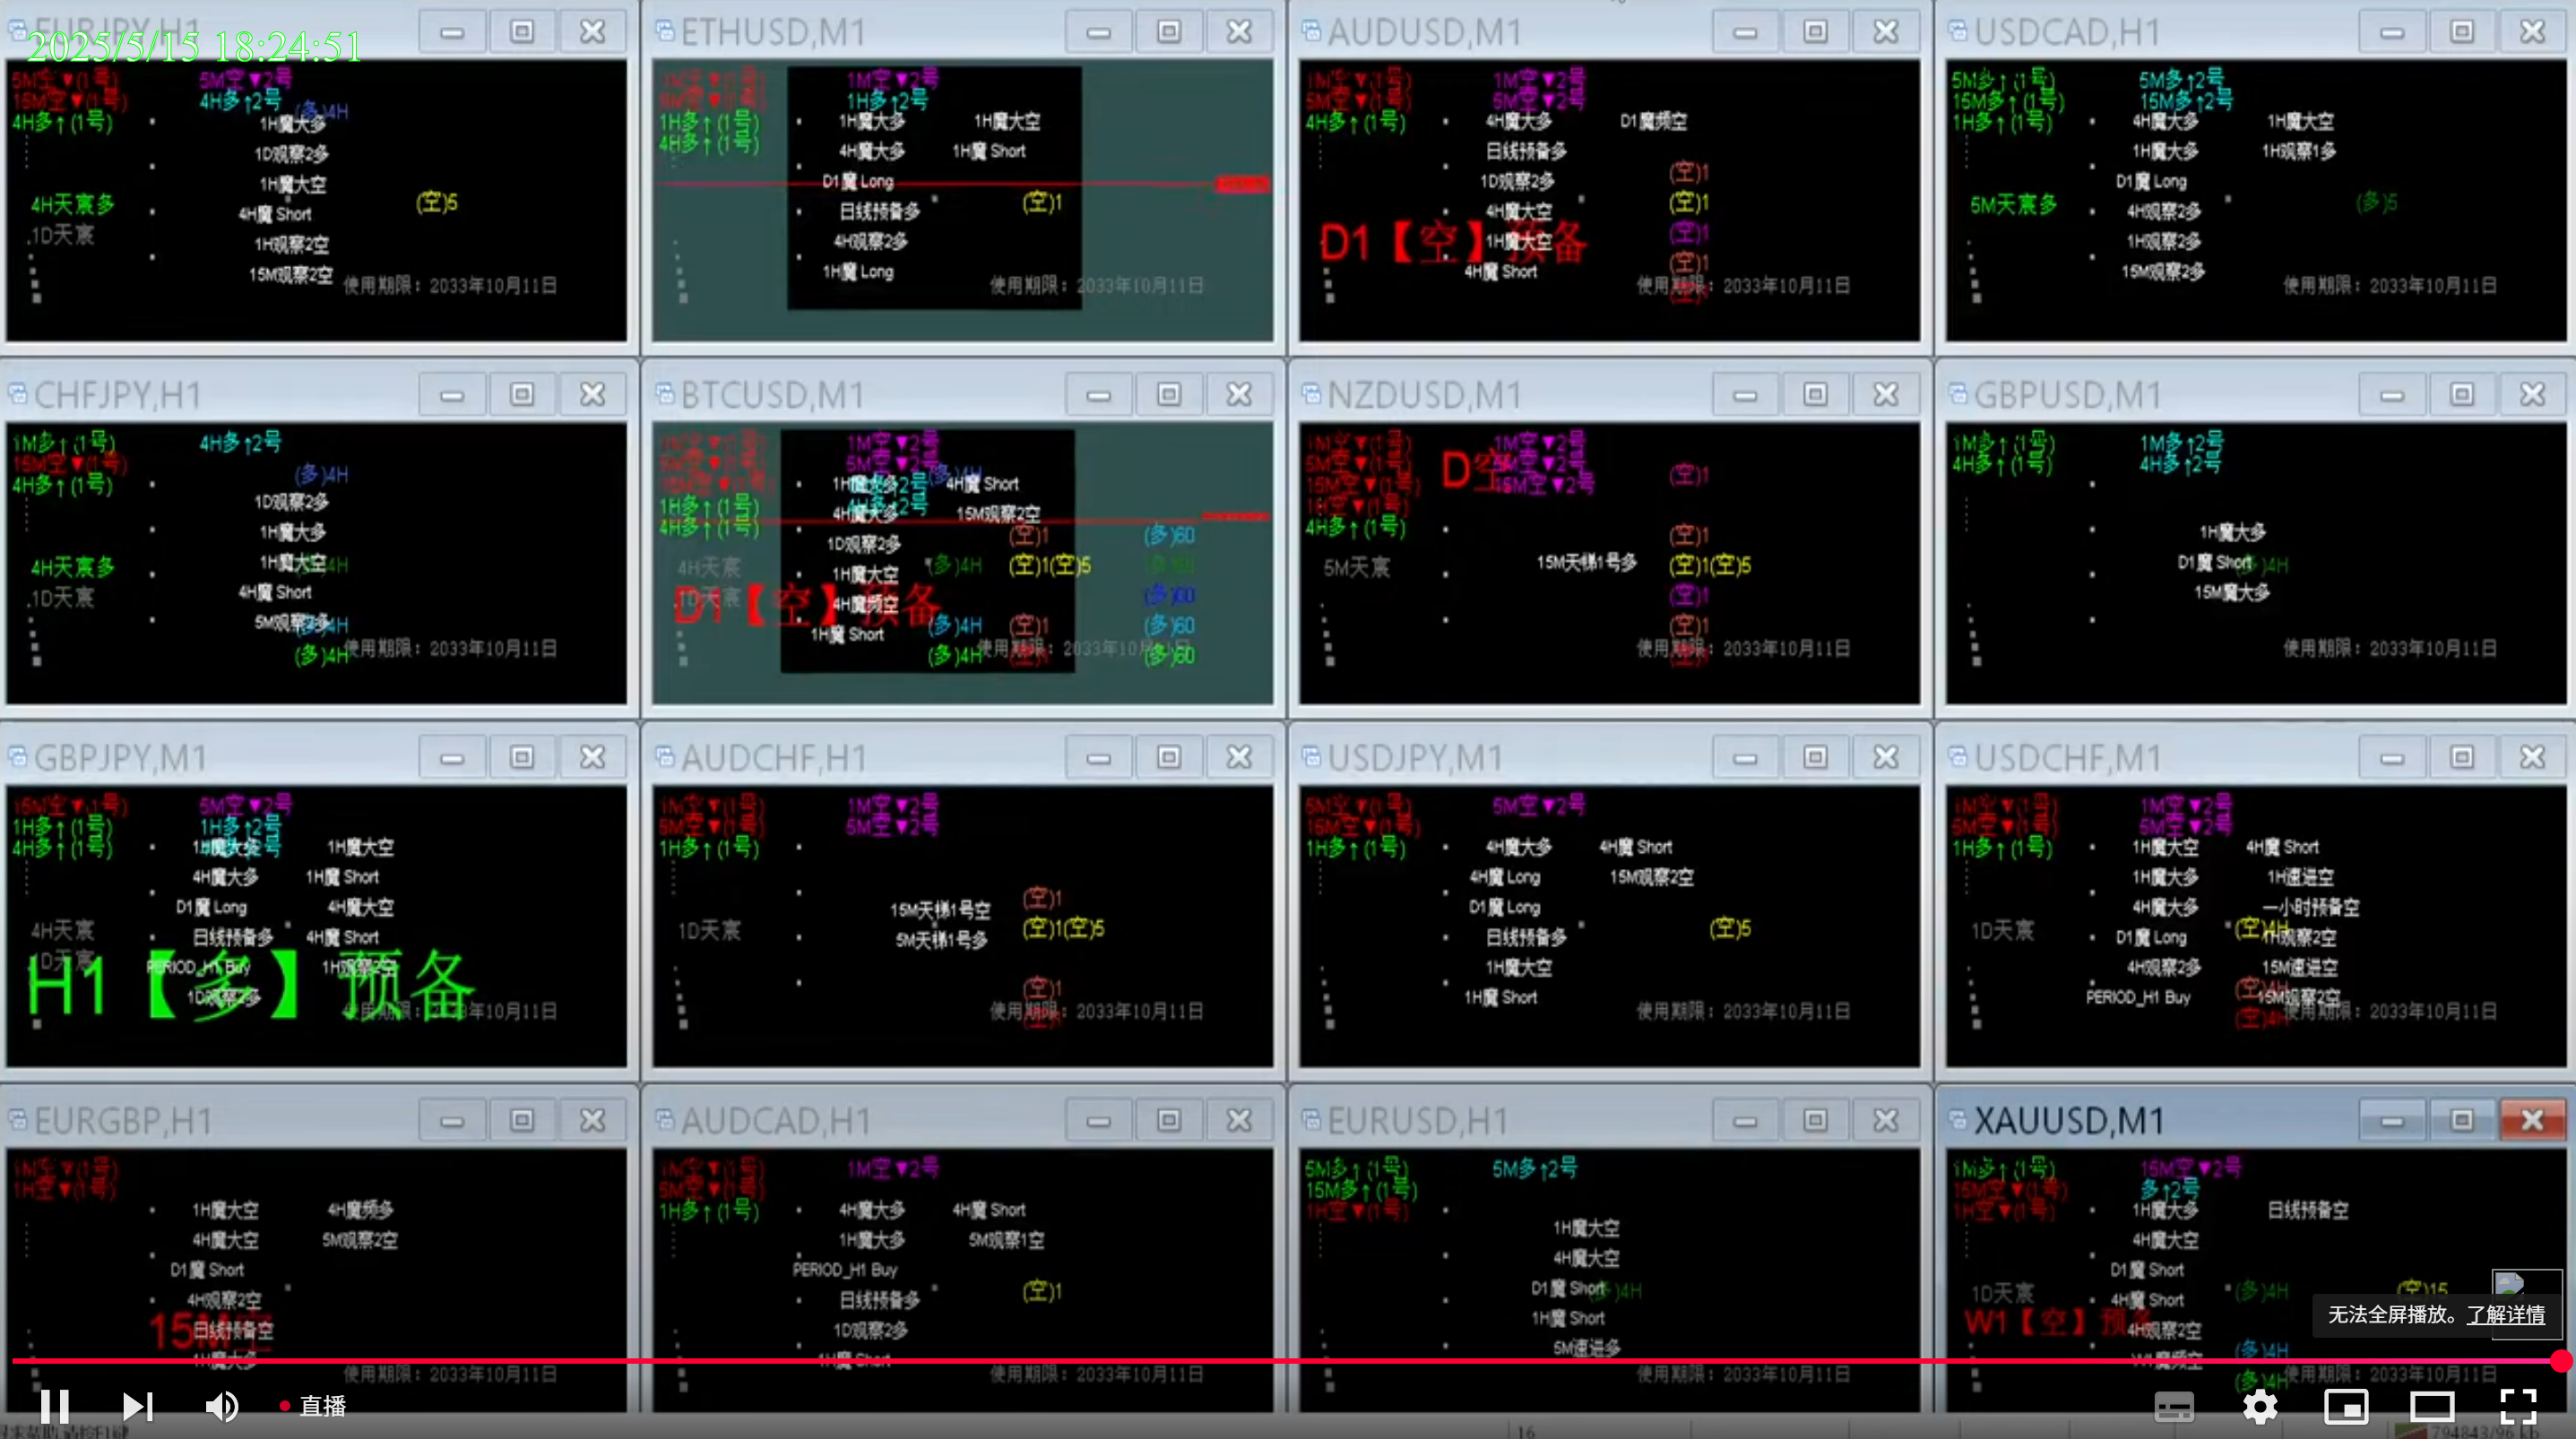 EURJPY,H1
2025/5/15 18:24:51
5M空▼(1号)
5M空▼2号
15M空▼(1号)
4H多↑2号
(多)4H
4H多↑(1号)
1H魔大多
1D观察2多
1H魔大空
4H天宸多
4H魔 Short
(空)5
1D天宸
1H观察2空
15M观察2空
使用期限：2033年10月11日
ETHUSD,M1
1M空▼2号
1H多↑2号
1H多↑(1号)
1H魔大多
1H魔大空
4H多↑(1号)
4H魔大多
1H魔 Short
D1魔 Long
日线预备多
(空)1
4H观察2多
1H魔 Long
使用期限：2033年10月11日
AUDUSD,M1
1M空▼(1号)
1M空▼2号
5M空▼(1号)
5M空▼2号
4H多↑(1号)
4H魔大多
D1魔频空
日线预备多
(空)1
1D观察2多
(空)1
4H魔大空
(空)1
D1【空】预备
1H魔大空
(空)1
4H魔 Short
使用期限：2033年10月11日
USDCAD,H1
5M多↑(1号)
5M多↑2号
15M多↑(1号)
15M多↑2号
1H多↑(1号)
4H魔大多
1H魔大空
1H魔大多
1H观察1多
D1魔 Long
5M天宸多
4H观察2多
(多)5
1H观察2多
15M观察2多
使用期限：2033年10月11日
CHFJPY,H1
1M多↑(1号)
4H多↑2号
15M空▼(1号)
4H多↑(1号)
(多)4H
1D观察2多
1H魔大多
4H天宸多
1H魔大空
1D天宸
4H魔 Short
5M观察2多
(多)4H
使用期限：2033年10月11日
BTCUSD,M1
1M空▼2号
5M空▼2号
1H多↑(1号)
1H魔大多
4H魔 Short
4H多↑(1号)
4H魔大多
15M观察2空
(空)1
(多)60
1D观察2多
4H天宸
1H魔大空
(多)4H
(空)1(空)5
(多)60
1D天宸
D1【空】预备
4H魔频空
1H魔 Short
(多)4H
(空)1
(多)60
(多)4H
(多)60
使用期限：2033年10月11日
NZDUSD,M1
1M空▼(1号)
1M空▼2号
5M空▼(1号)
D空
5M空▼2号
15M空▼(1号)
15M空▼2号
(空)1
1H空▼(1号)
4H多↑(1号)
(空)1
5M天宸
15M天梯1号多
(空)1(空)5
(空)1
(空)1
使用期限：2033年10月11日
GBPUSD,M1
1M多↑(1号)
1M多↑2号
4H多↑(1号)
4H多↑2号
1H魔大多
D1魔 Short
15M魔大多
使用期限：2033年10月11日
GBPJPY,M1
15M空▼(1号)
5M空▼2号
1H多↑(1号)
1H多↑2号
4H多↑(1号)
1H魔大多
1H魔大空
4H魔大多
1H魔 Short
D1魔 Long
4H魔大空
4H天宸
日线预备多
4H魔 Short
1D天宸
PERIOD_H1 Buy
1H观察2空
H1【多】预备
1D观察2多
使用期限：2033年10月11日
AUDCHF,H1
1M空▼(1号)
1M空▼2号
5M空▼(1号)
5M空▼2号
1H多↑(1号)
(空)1
15M天梯1号空
1D天宸
5M天梯1号多
(空)1(空)5
(空)1
使用期限：2033年10月11日
USDJPY,M1
5M空▼(1号)
5M空▼2号
15M空▼(1号)
1H多↑(1号)
4H魔大多
4H魔 Short
4H魔 Long
15M观察2空
D1魔 Long
日线预备多
(空)5
1H魔大空
1H魔 Short
使用期限：2033年10月11日
USDCHF,M1
1M空▼(1号)
1M空▼2号
5M空▼(1号)
5M空▼2号
1H多↑(1号)
1H魔大空
4H魔 Short
1H魔大多
1H速进空
4H魔大多
一小时预备空
1D天宸
D1魔 Long
(空)4H
1H观察2空
4H观察2多
15M速进空
PERIOD_H1 Buy
(空)4H
15M观察2空
(空)4H
使用期限：2033年10月11日
EURGBP,H1
1M空▼(1号)
1H空▼(1号)
1H魔大空
4H魔频多
4H魔大空
5M观察2空
D1魔 Short
4H观察2空
15M空
日线预备空
1H魔大多
使用期限：2033年10月11日
AUDCAD,H1
1M空▼(1号)
1M空▼2号
5M空▼(1号)
1H多↑(1号)
4H魔大多
4H魔 Short
1H魔大多
5M观察1空
PERIOD_H1 Buy
日线预备多
(空)1
1D观察2多
1H魔 Short
使用期限：2033年10月11日
EURUSD,H1
5M多↑(1号)
5M多↑2号
15M多↑(1号)
1H空▼(1号)
1H魔大空
4H魔大空
D1魔 Short
1H魔 Short
5M速进多
使用期限：2033年10月11日
XAUUSD,M1
1M多↑(1号)
15M空▼2号
15M空▼(1号)
多↑2号
1H空▼(1号)
1H魔大多
日线预备空
4H魔大空
D1魔 Short
1D天宸
4H魔 Short
(多)4H
(空)15
W1【空】预备
4H观察2空
(多)4H
W1魔频空
(多)4H
使用期限：2033年10月11日
无法全屏播放。了解详情
直播
16
794843/96 kb